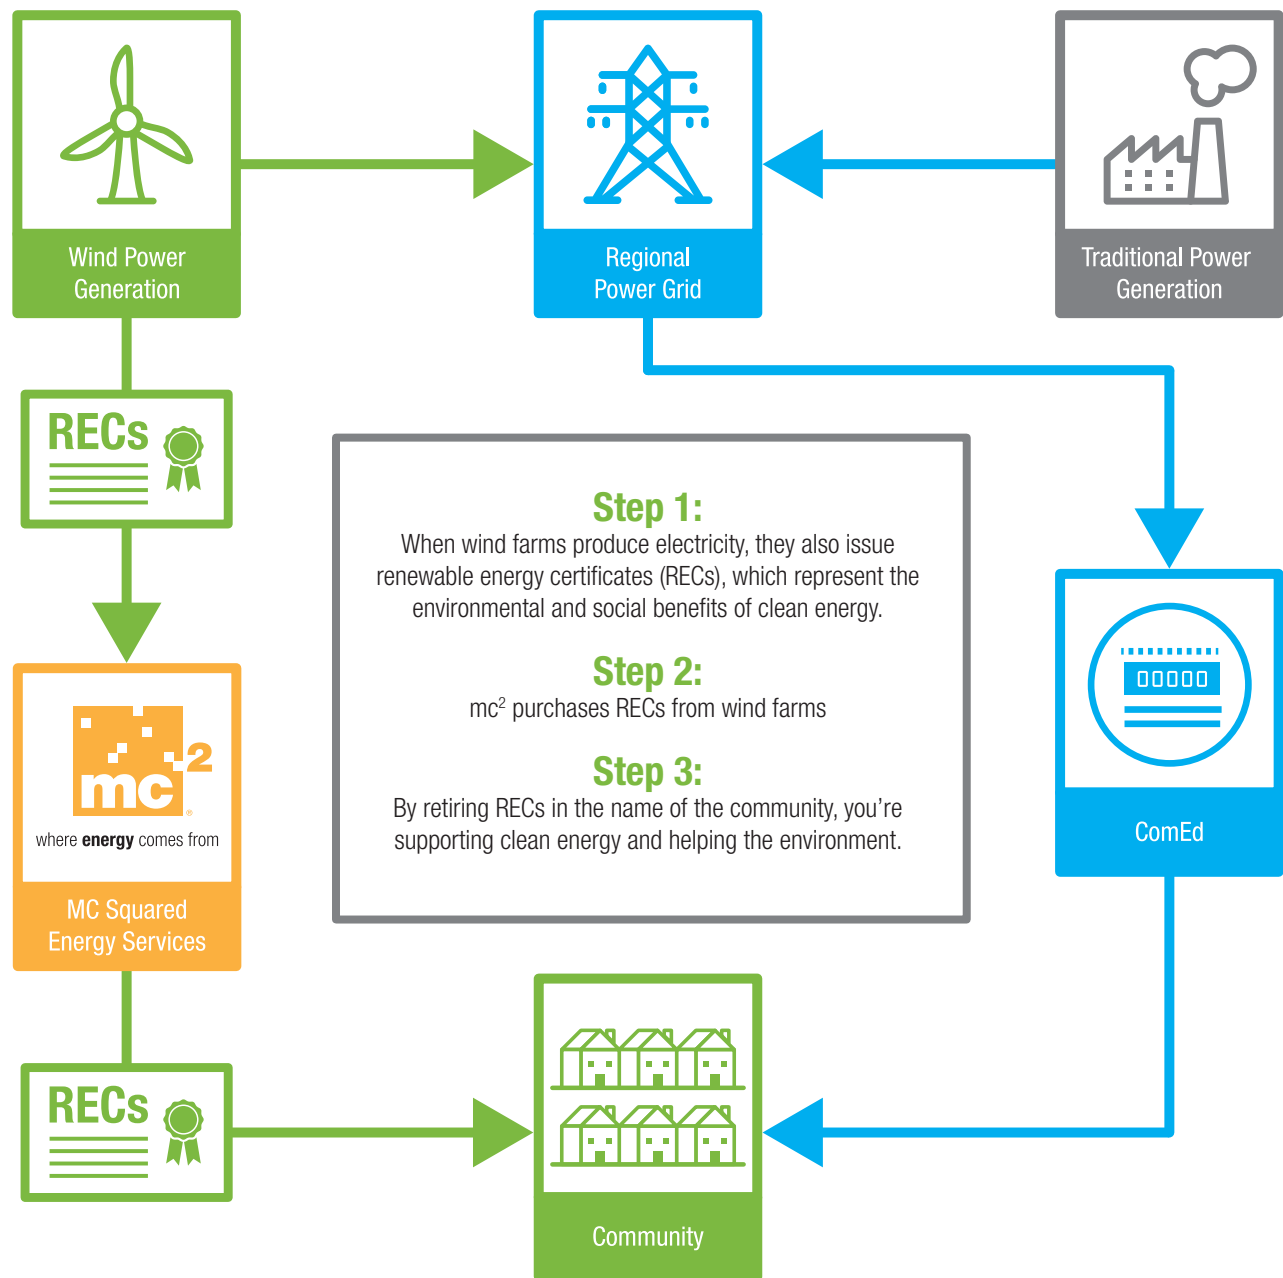 Wind Power
Generation
Regional
Power Grid
Traditional Power
Generation
RECs
Step 1:
When wind farms produce electricity, they also issue
renewable energy certificates (RECs), which represent the
environmental and social benefits of clean energy.
Step 2:
mc² purchases RECs from wind farms
Step 3:
By retiring RECs in the name of the community, you’re
supporting clean energy and helping the environment.
mc²®
where energy comes from
MC Squared
Energy Services
00000
ComEd
RECs
Community